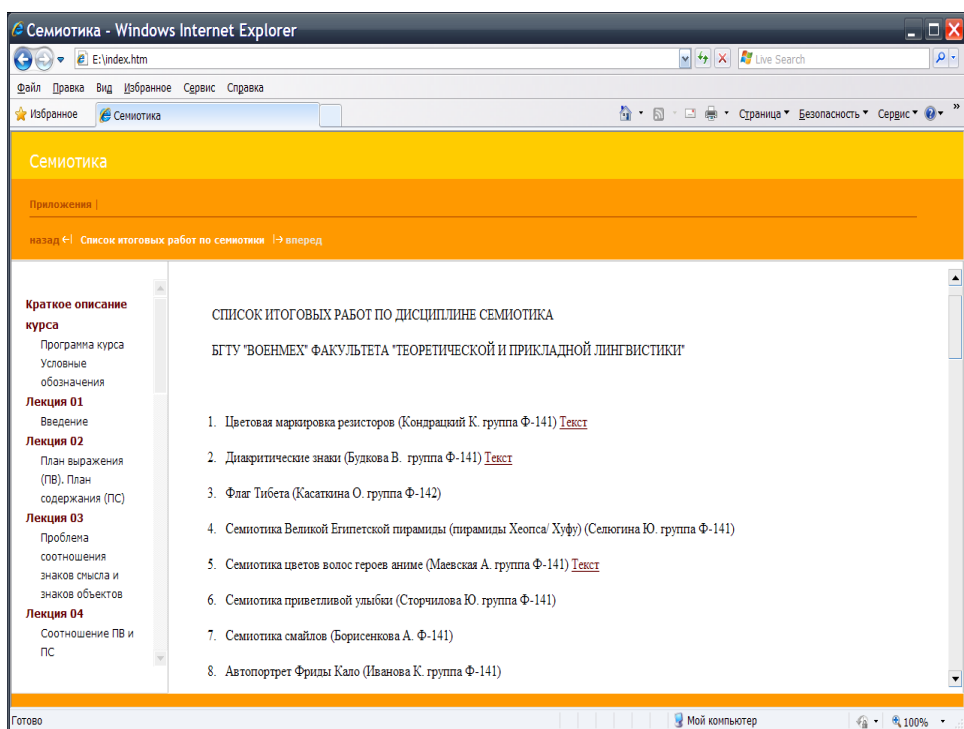 Семиотика - Windows Internet Explorer
E:\index.htm
Live Search
Файл Правка Вид Избранное Сервис Справка
Избранное Семиотика Страница Безопасность Сервис »
Семиотика
Приложения |
назад Список итоговых работ по семиотики вперед
Краткое описание
курса
Программа курса
Условные
обозначения
Лекция 01
Введение
Лекция 02
План выражения
(ПВ). План
содержания (ПС)
Лекция 03
Проблема
соотношения
знаков смысла и
знаков объектов
Лекция 04
Соотношение ПВ и
ПС
СПИСОК ИТОГОВЫХ РАБОТ ПО ДИСЦИПЛИНЕ СЕМИОТИКА
БГТУ "ВОЕНМЕХ" ФАКУЛЬТЕТА "ТЕОРЕТИЧЕСКОЙ И ПРИКЛАДНОЙ ЛИНГВИСТИКИ"
1. Цветовая маркировка резисторов (Кондрацкий К. группа Ф-141) Текст
2. Диакритические знаки (Будкова В. группа Ф-141) Текст
3. Флаг Тибета (Касаткина О. группа Ф-142)
4. Семиотика Великой Египетской пирамиды (пирамиды Хеопса/ Хуфу) (Селюгина Ю. группа Ф-141)
5. Семиотика цветов волос героев аниме (Маевская А. группа Ф-141) Текст
6. Семиотика приветливой улыбки (Сторчилова Ю. группа Ф-141)
7. Семиотика смайлов (Борисенкова А. Ф-141)
8. Автопортрет Фриды Кало (Иванова К. группа Ф-141)
Готово Мой компьютер 100%